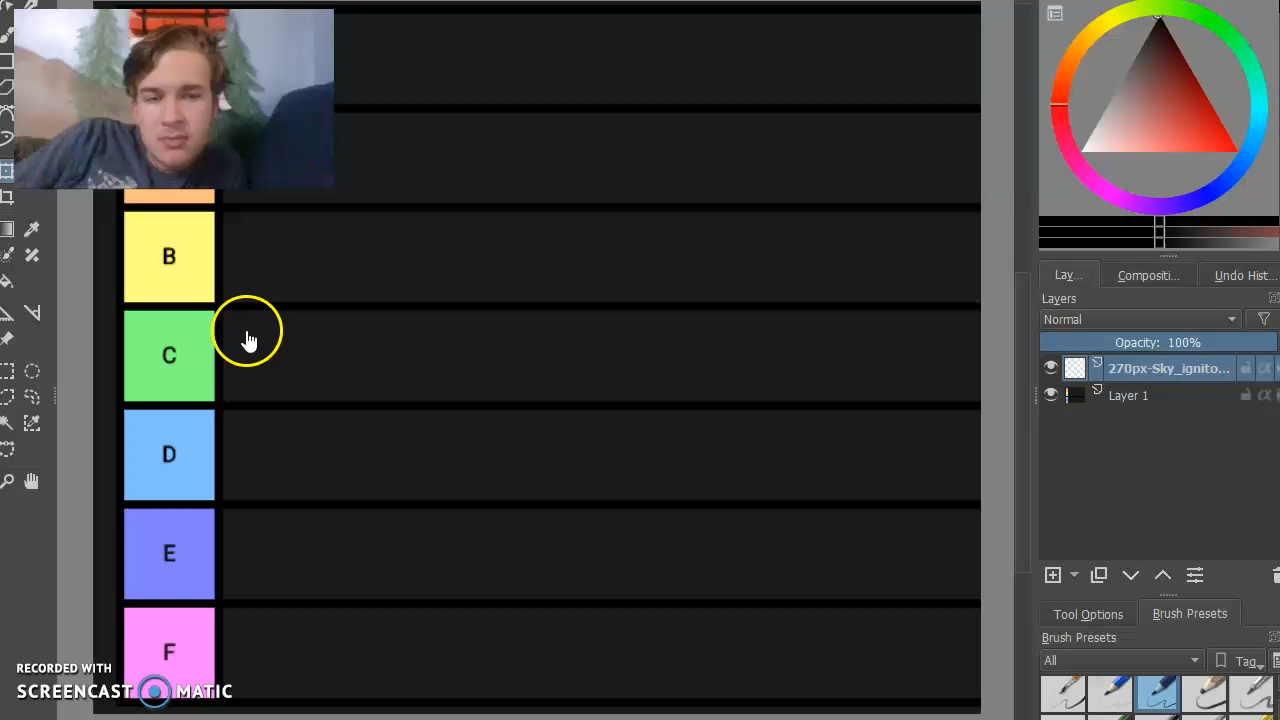 B
C
D
E
F
RECORDED WITH
SCREENCAST MATIC
Lay... Compositi... Undo Hist...
Layers
Normal
Opacity: 100%
270px-Sky_ignito...
Layer 1
Tool Options Brush Presets
Brush Presets
All Tag